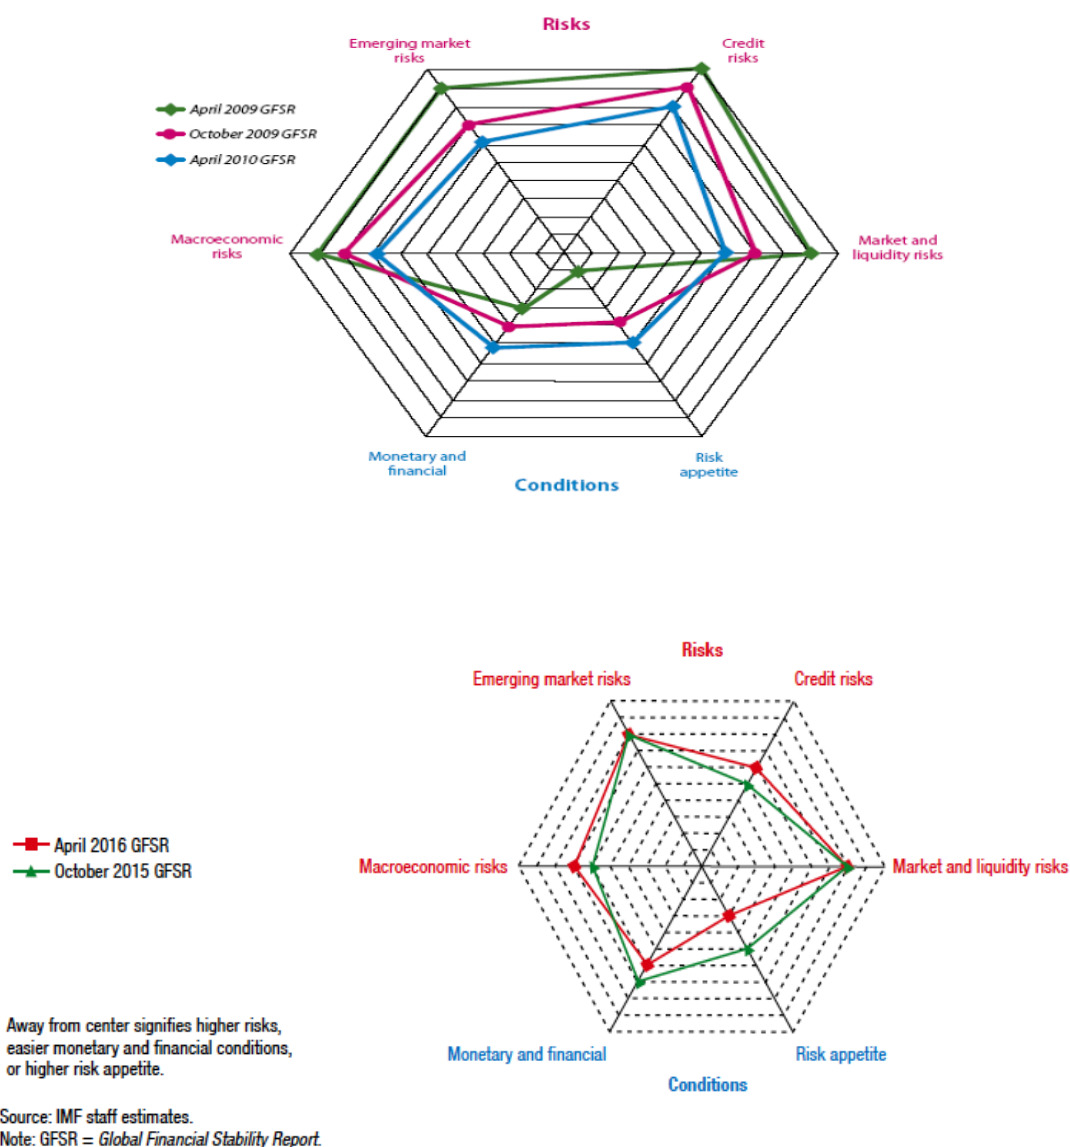 Risks
Emerging market
risks
Credit
risks
April 2009 GFSR
October 2009 GFSR
April 2010 GFSR
Macroeconomic
risks
Market and
liquidity risks
Monetary and
financial
Risk
appetite
Conditions
Risks
Emerging market risks
Credit risks
April 2016 GFSR
October 2015 GFSR
Macroeconomic risks
Market and liquidity risks
Away from center signifies higher risks,
easier monetary and financial conditions,
or higher risk appetite.
Monetary and financial
Risk appetite
Conditions
Source: IMF staff estimates.
Note: GFSR = Global Financial Stability Report.